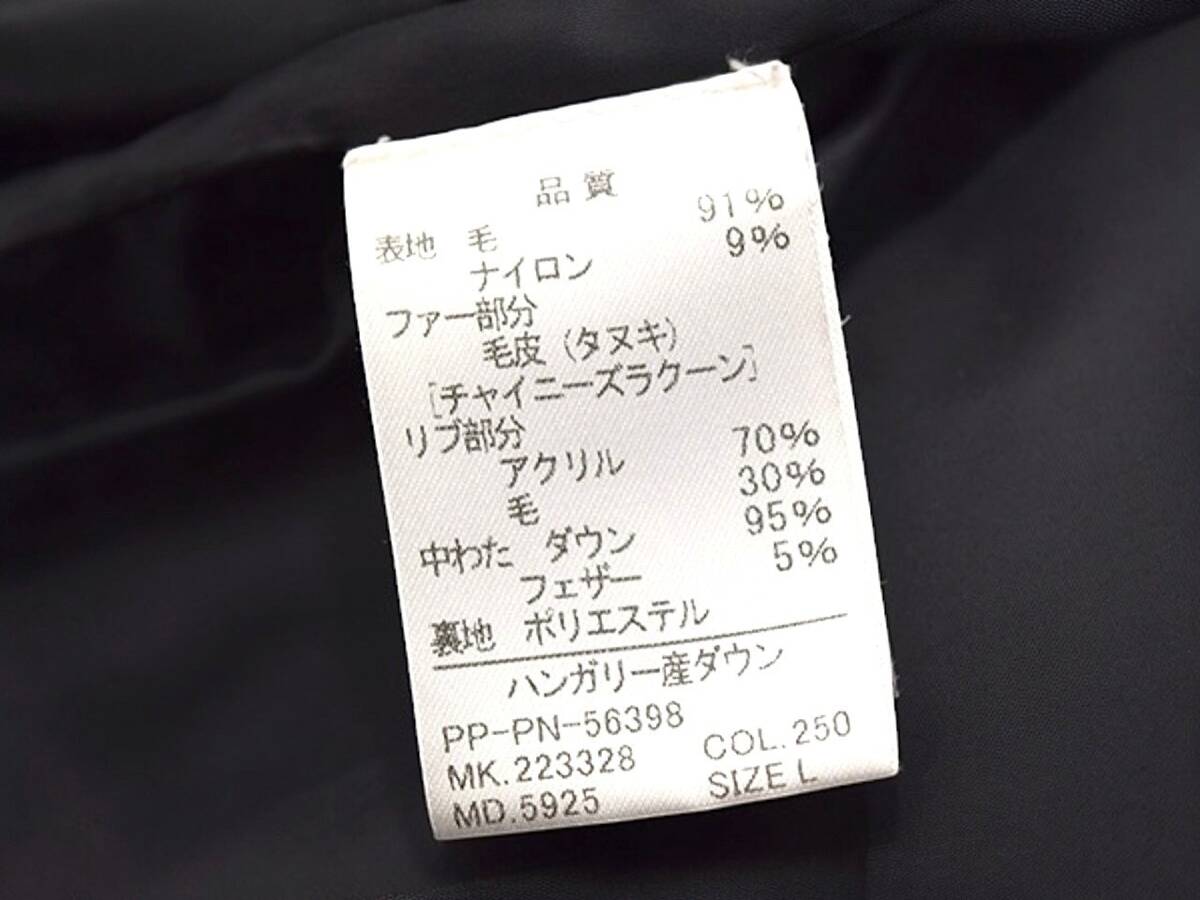 品質
表地 毛 91%
ナイロン 9%
ファー部分
毛皮(タヌキ)
[チャイニーズラクーン]
リブ部分
アクリル 70%
毛 30%
中わた ダウン 95%
フェザー 5%
裏地 ポリエステル
ハンガリー産ダウン
PP-PN-56398
MK.223328 COL.250
MD.5925 SIZE L